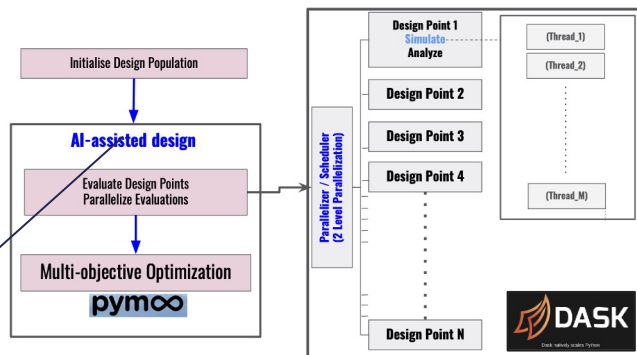 Initialise Design Population
AI-assisted design
Evaluate Design Points
Parallelize Evaluations
Multi-objective Optimization
pymoo
Parallelizer / Scheduler
(2 Level Parallelization)
Design Point 1
Simulate
Analyze
Design Point 2
Design Point 3
Design Point 4
Design Point N
(Thread_1)
(Thread_2)
(Thread_M)
DASK
Dask natively scales Python